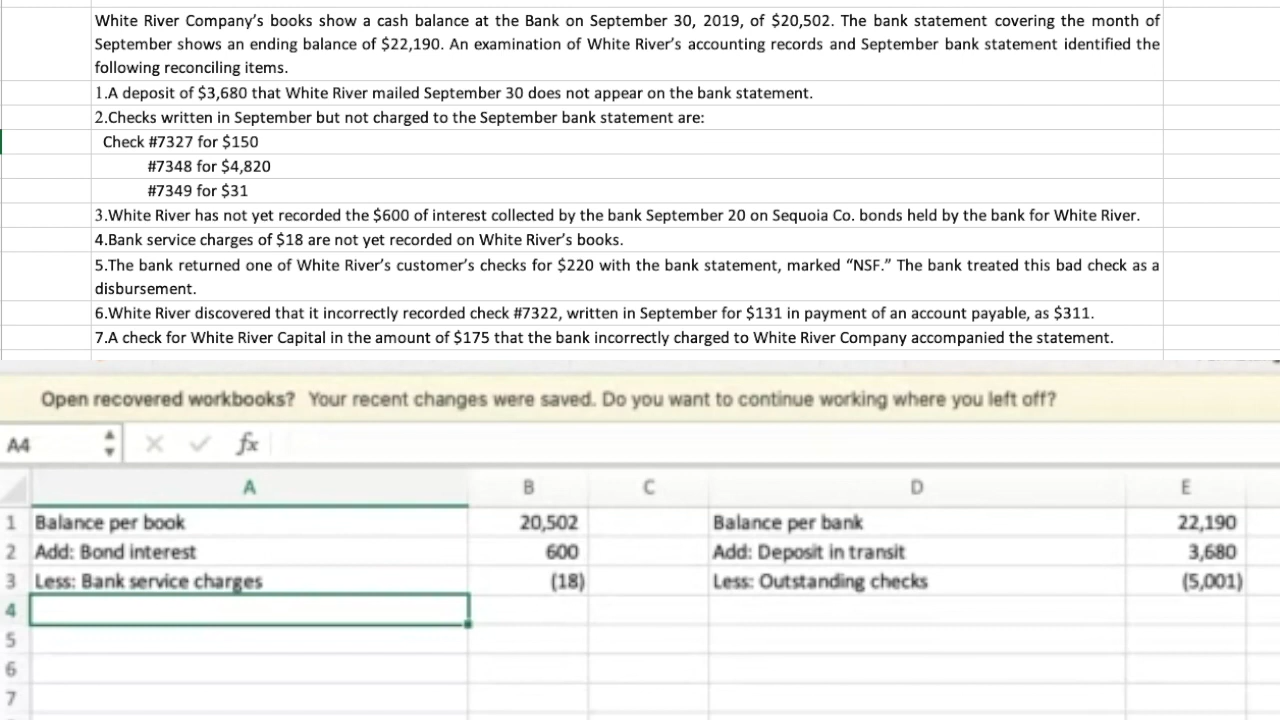 White River Company’s books show a cash balance at the Bank on September 30, 2019, of $20,502. The bank statement covering the month of
September shows an ending balance of $22,190. An examination of White River’s accounting records and September bank statement identified the
following reconciling items.
1.A deposit of $3,680 that White River mailed September 30 does not appear on the bank statement.
2.Checks written in September but not charged to the September bank statement are:
Check #7327 for $150
#7348 for $4,820
#7349 for $31
3.White River has not yet recorded the $600 of interest collected by the bank September 20 on Sequoia Co. bonds held by the bank for White River.
4.Bank service charges of $18 are not yet recorded on White River’s books.
5.The bank returned one of White River’s customer’s checks for $220 with the bank statement, marked “NSF.” The bank treated this bad check as a
disbursement.
6.White River discovered that it incorrectly recorded check #7322, written in September for $131 in payment of an account payable, as $311.
7.A check for White River Capital in the amount of $175 that the bank incorrectly charged to White River Company accompanied the statement.
Open recovered workbooks? Your recent changes were saved. Do you want to continue working where you left off?
A4 fx
A B C D E
1 Balance per book 20,502 Balance per bank 22,190
2 Add: Bond interest 600 Add: Deposit in transit 3,680
3 Less: Bank service charges (18) Less: Outstanding checks (5,001)
4
5
6
7